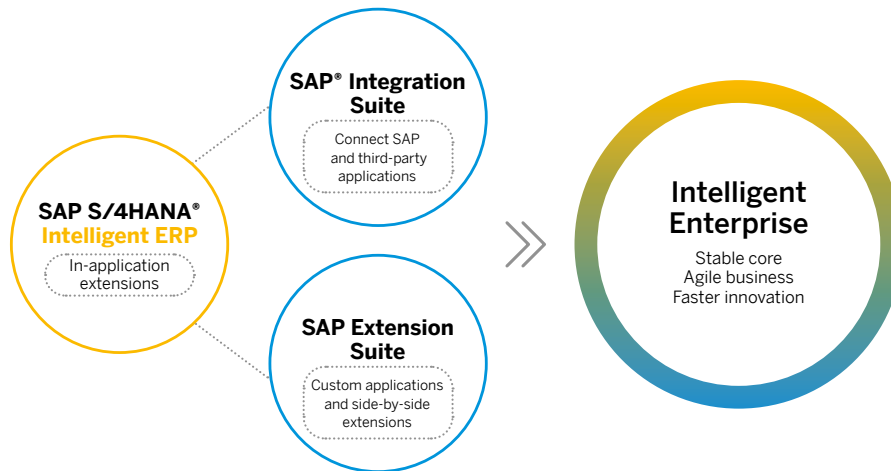 SAP S/4HANA®
Intelligent ERP
In-application
extensions
SAP® Integration
Suite
Connect SAP
and third-party
applications
SAP Extension
Suite
Custom applications
and side-by-side
extensions
Intelligent
Enterprise
Stable core
Agile business
Faster innovation